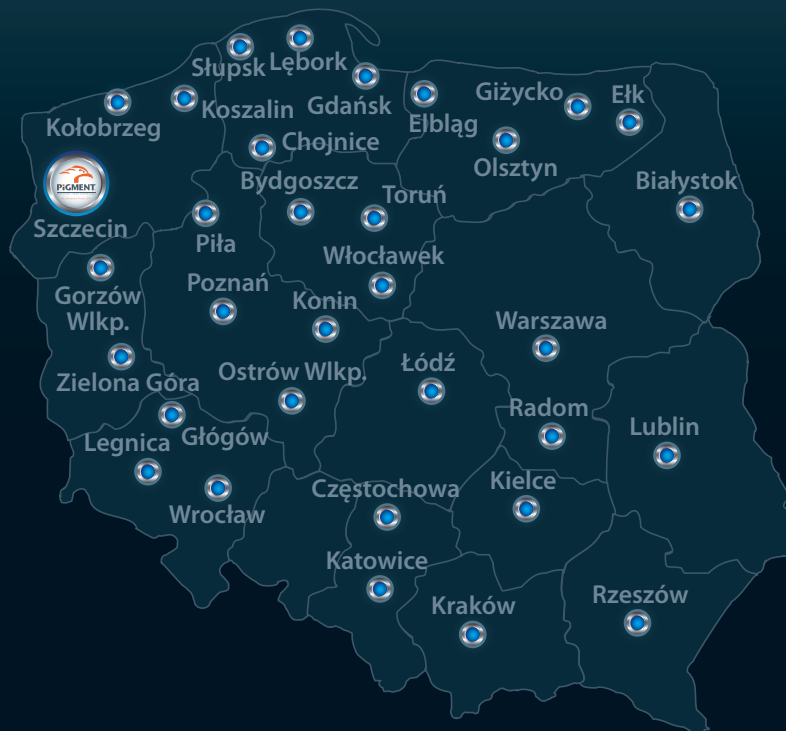 Słupsk
Lębork
Kołobrzeg
Koszalin
Gdańsk
Elbląg
Giżycko
Ełk
Chojnice
Olsztyn
PiGMENT
Szczecin
Bydgoszcz
Toruń
Białystok
Piła
Włocławek
Gorzów
Wlkp.
Poznań
Konin
Warszawa
Zielona Góra
Ostrów Wlkp.
Łódź
Radom
Lublin
Legnica
Głógów
Wrocław
Częstochowa
Kielce
Katowice
Kraków
Rzeszów